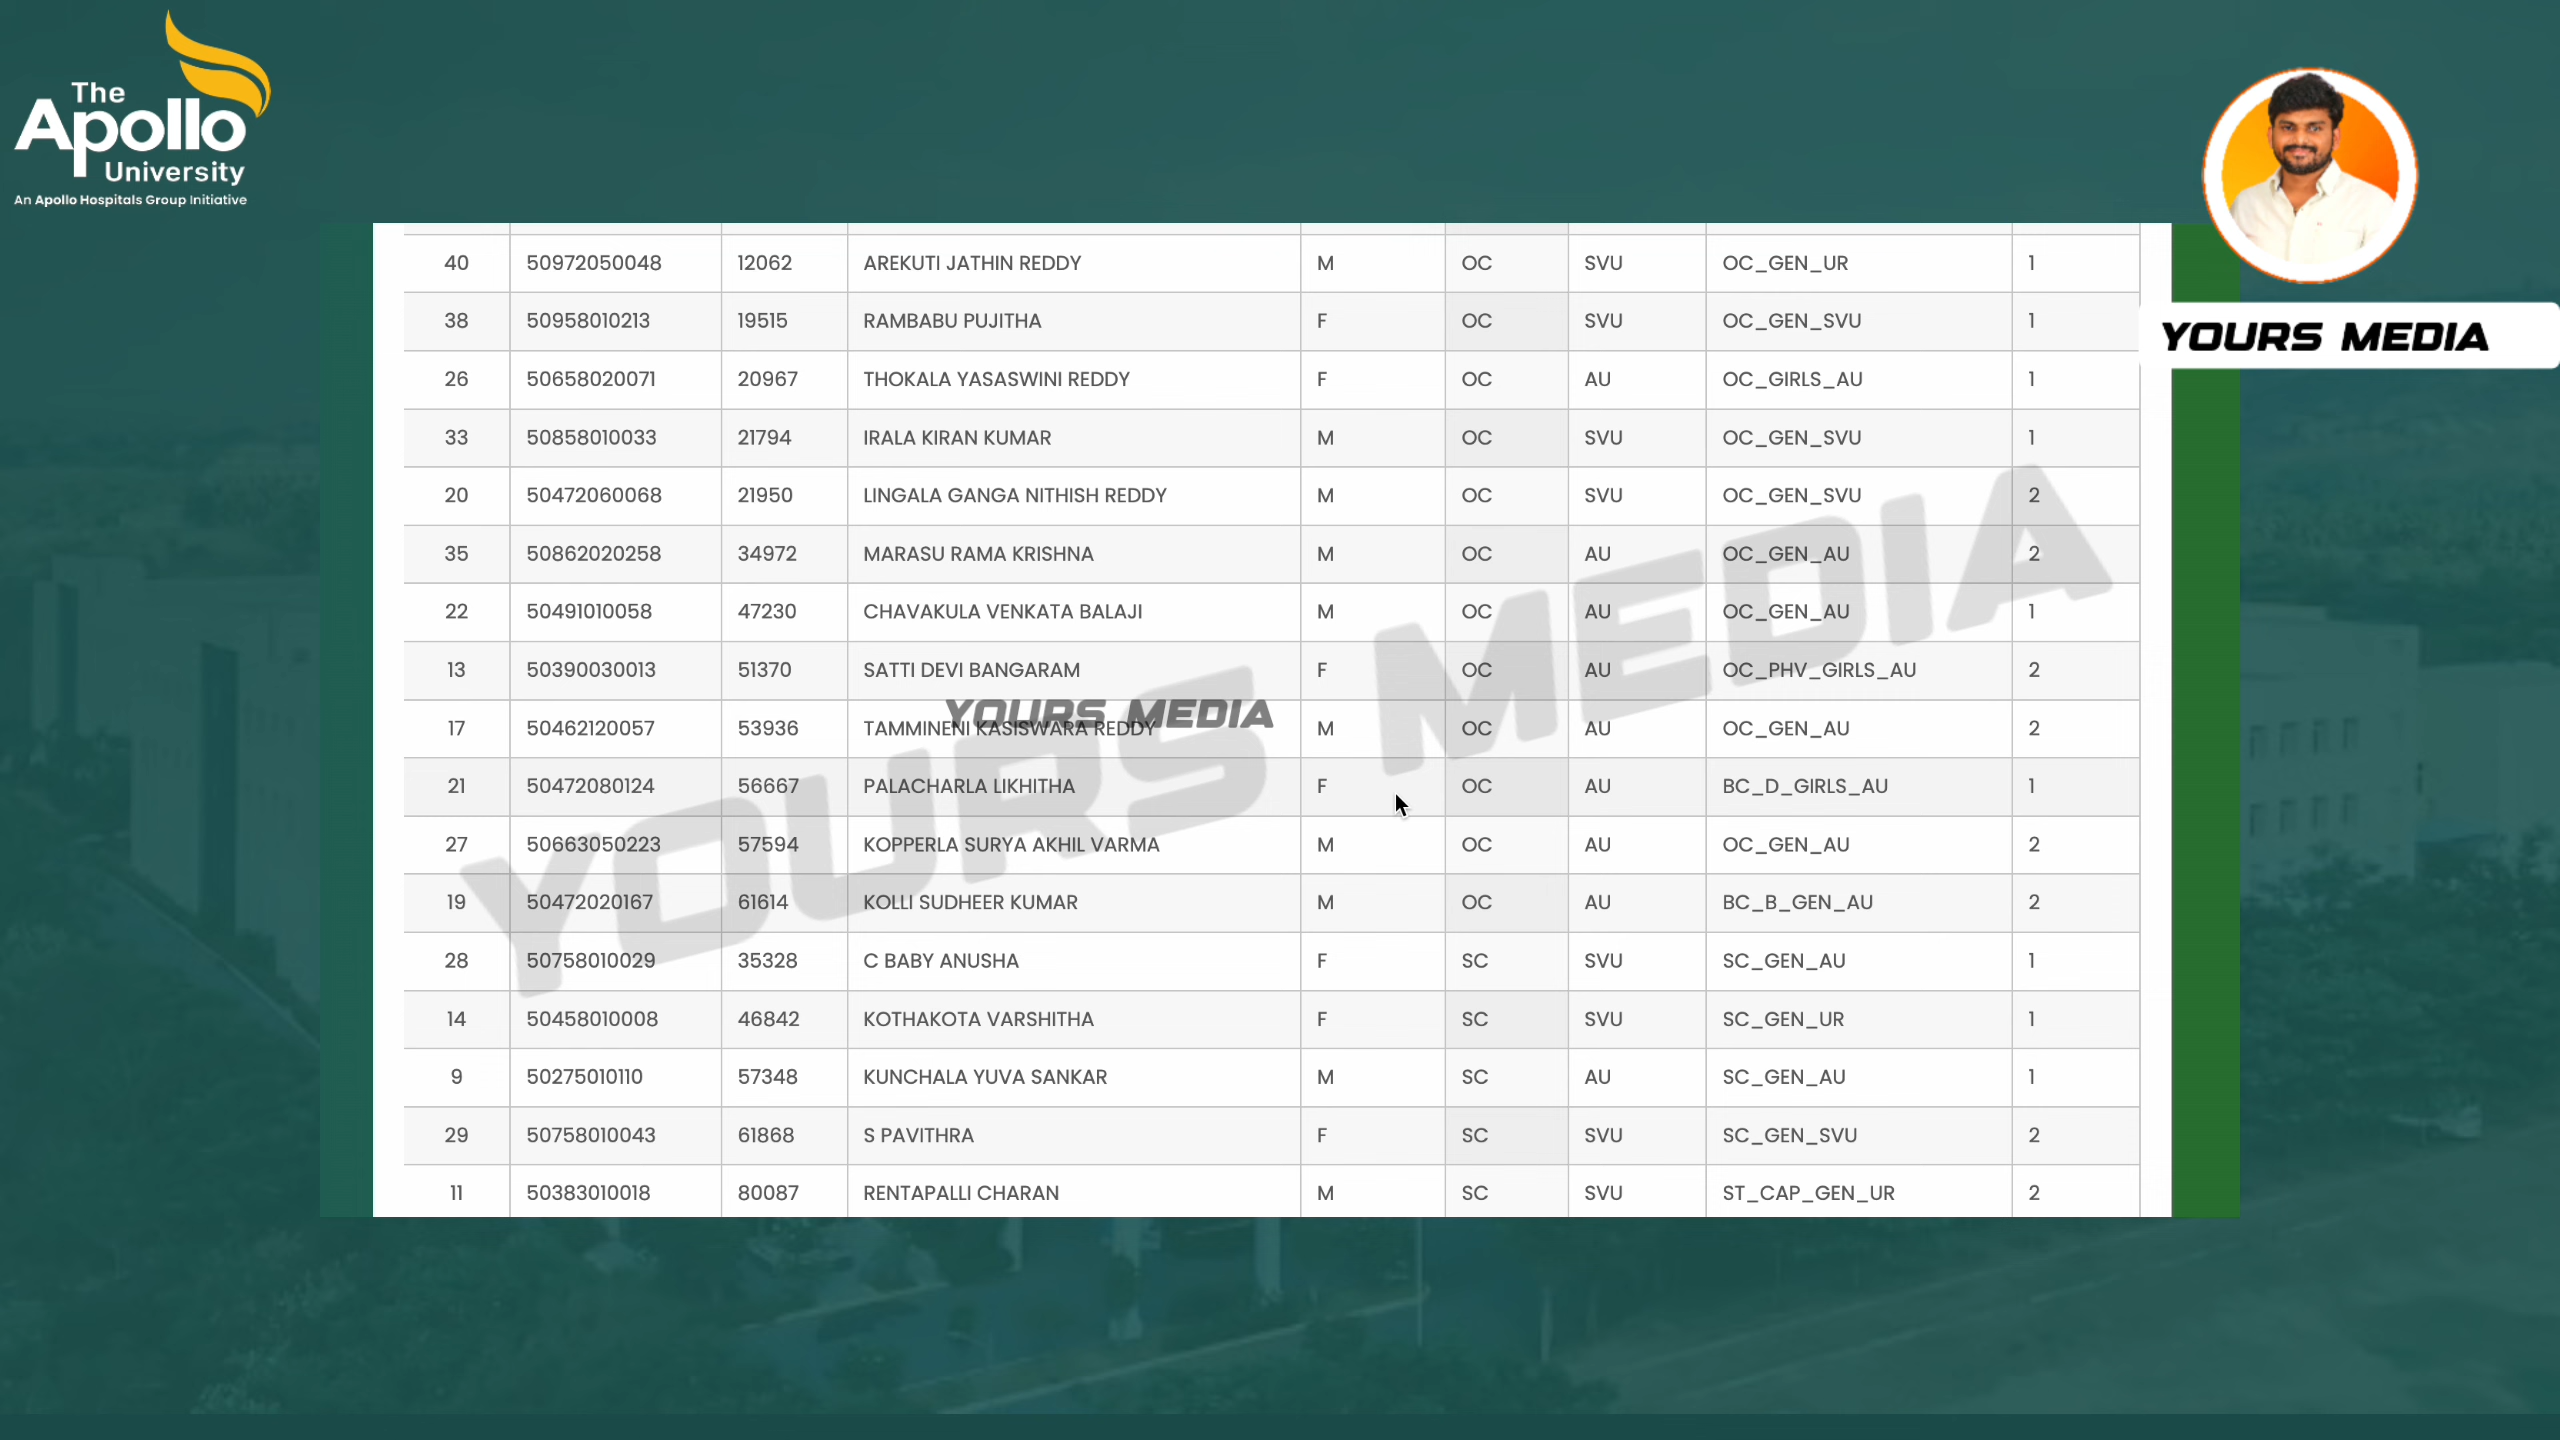 The
Apollo
University
An Apollo Hospitals Group Initiative
YOURS MEDIA
40 50972050048 12062 AREKUTI JATHIN REDDY M OC SVU OC_GEN_UR 1
38 50958010213 19515 RAMBABU PUJITHA F OC SVU OC_GEN_SVU 1
26 50658020071 20967 THOKALA YASASWINI REDDY F OC AU OC_GIRLS_AU 1
33 50858010033 21794 IRALA KIRAN KUMAR M OC SVU OC_GEN_SVU 1
20 50472060068 21950 LINGALA GANGA NITHISH REDDY M OC SVU OC_GEN_SVU 2
35 50862020258 34972 MARASU RAMA KRISHNA M OC AU OC_GEN_AU 2
22 50491010058 47230 CHAVAKULA VENKATA BALAJI M OC AU OC_GEN_AU 1
13 50390030013 51370 SATTI DEVI BANGARAM F OC AU OC_PHV_GIRLS_AU 2
YOURS MEDIA
17 50462120057 53936 TAMMINENI KASISWARA REDDY M OC AU OC_GEN_AU 2
21 50472080124 56667 PALACHARLA LIKHITHA F OC AU BC_D_GIRLS_AU 1
27 50663050223 57594 KOPPERLA SURYA AKHIL VARMA M OC AU OC_GEN_AU 2
19 50472020167 61614 KOLLI SUDHEER KUMAR M OC AU BC_B_GEN_AU 2
28 50758010029 35328 C BABY ANUSHA F SC SVU SC_GEN_AU 1
14 50458010008 46842 KOTHAKOTA VARSHITHA F SC SVU SC_GEN_UR 1
9 50275010110 57348 KUNCHALA YUVA SANKAR M SC AU SC_GEN_AU 1
29 50758010043 61868 S PAVITHRA F SC SVU SC_GEN_SVU 2
11 50383010018 80087 RENTAPALLI CHARAN M SC SVU ST_CAP_GEN_UR 2
YOURS MEDIA